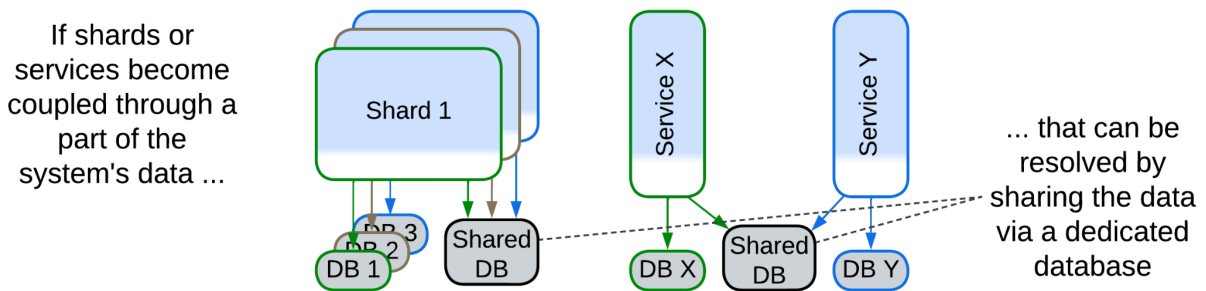 If shards or
services become
coupled through a
part of the
system's data ...
Shard 1
DB 3
DB 2
DB 1
Shared
DB
Service X
Service Y
DB X
Shared
DB
DB Y
... that can be
resolved by
sharing the data
via a dedicated
database